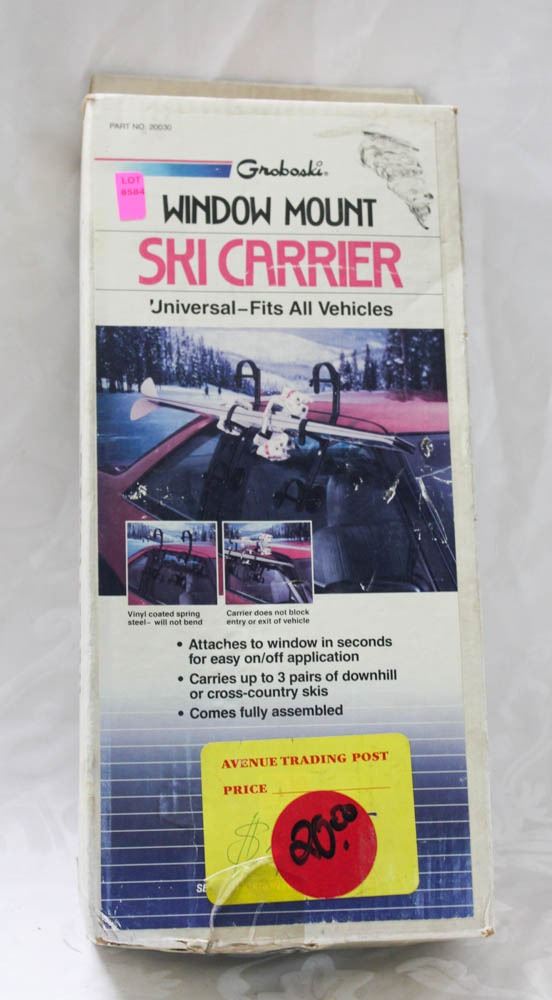 PART NO. 20030
Groboski
LOT
8584
WINDOW MOUNT
SKI CARRIER
Universal–Fits All Vehicles
Vinyl coated spring
steel– will not bend
Carrier does not block
entry or exit of vehicle
• Attaches to window in seconds
for easy on/off application
• Carries up to 3 pairs of downhill
or cross-country skis
• Comes fully assembled
AVENUE TRADING POST
PRICE
$
20.00